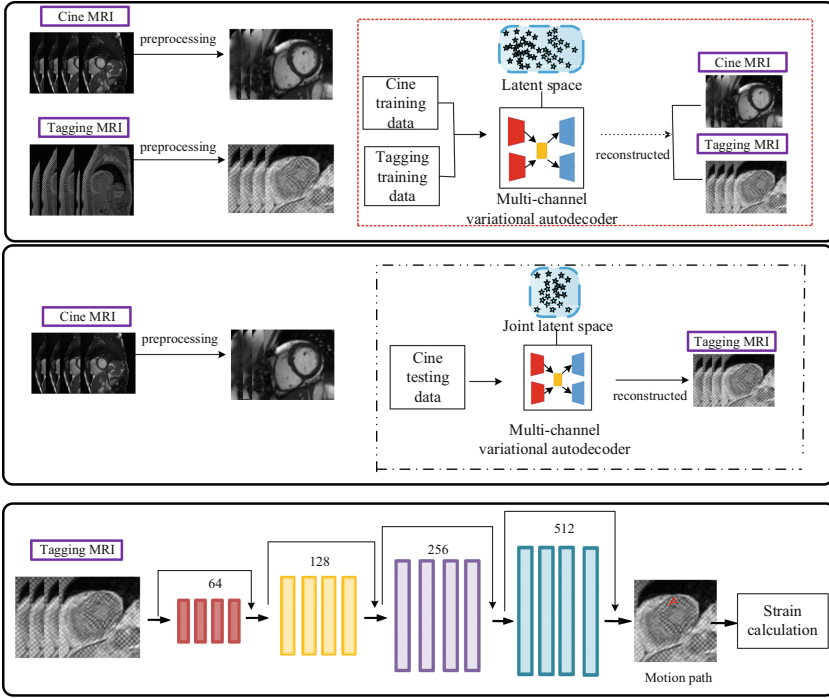 Cine MRI
preprocessing
Tagging MRI
preprocessing
Latent space
Cine
training
data
Tagging
training
data
Multi-channel
variational autodecoder
reconstructed
Cine MRI
Tagging MRI
Cine MRI
preprocessing
Joint latent space
Cine
testing
data
Multi-channel
variational autodecoder
reconstructed
Tagging MRI
Tagging MRI
64
128
256
512
Motion path
Strain
calculation